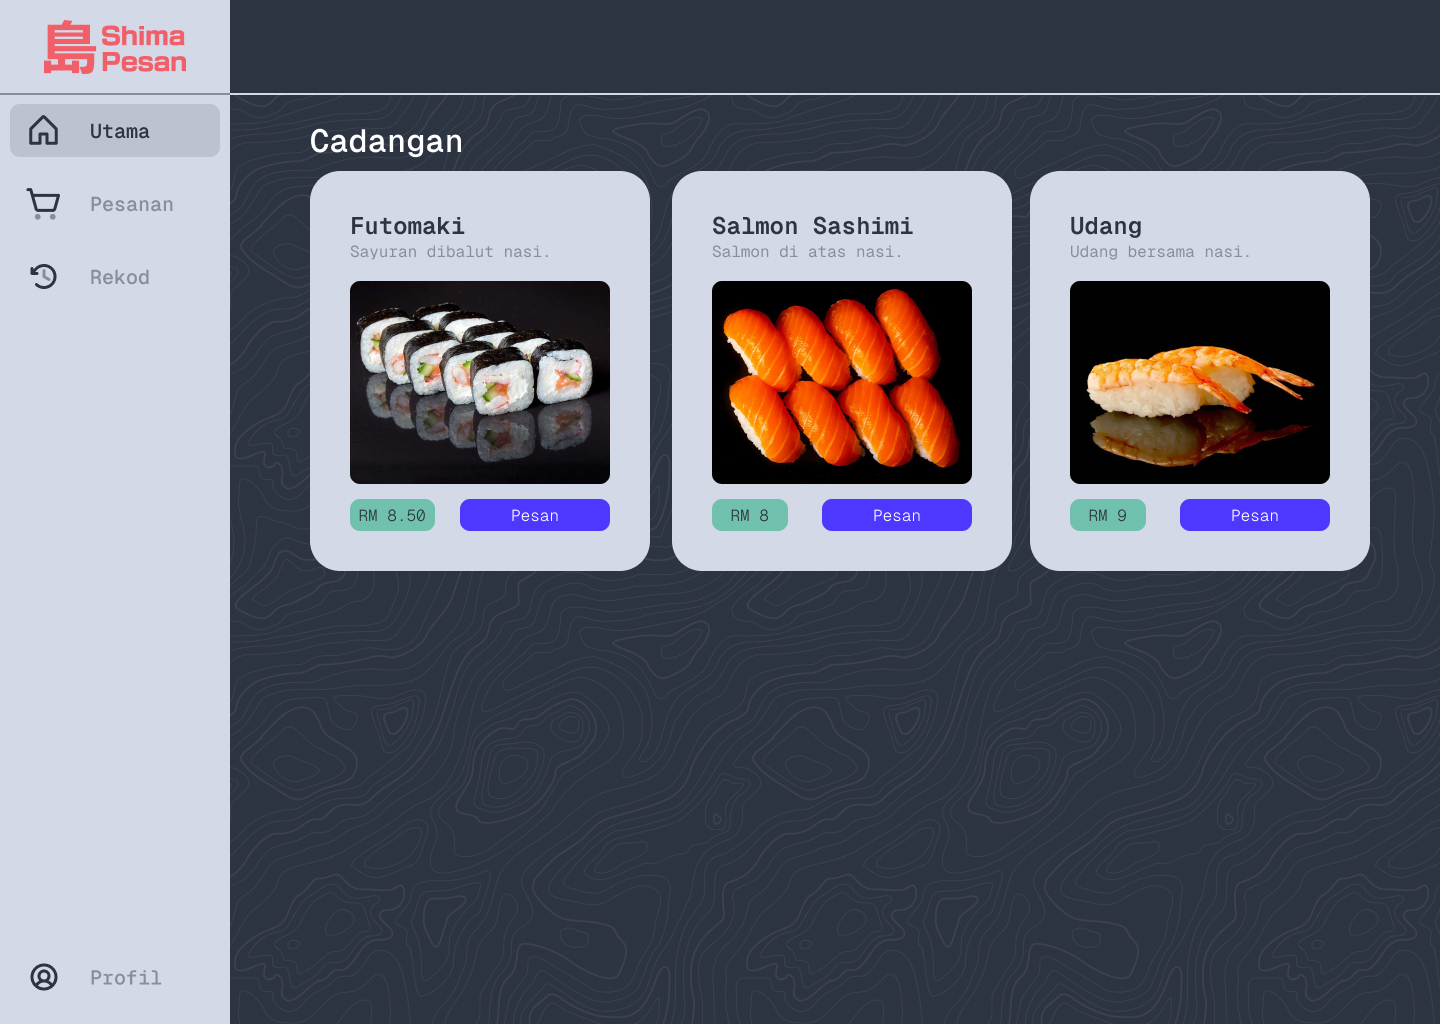 島 Shima
Pesan
Utama
Pesanan
Rekod
Profil
Cadangan
Futomaki
Sayuran dibalut nasi.
RM 8.50 Pesan
Salmon Sashimi
Salmon di atas nasi.
RM 8 Pesan
Udang
Udang bersama nasi.
RM 9 Pesan